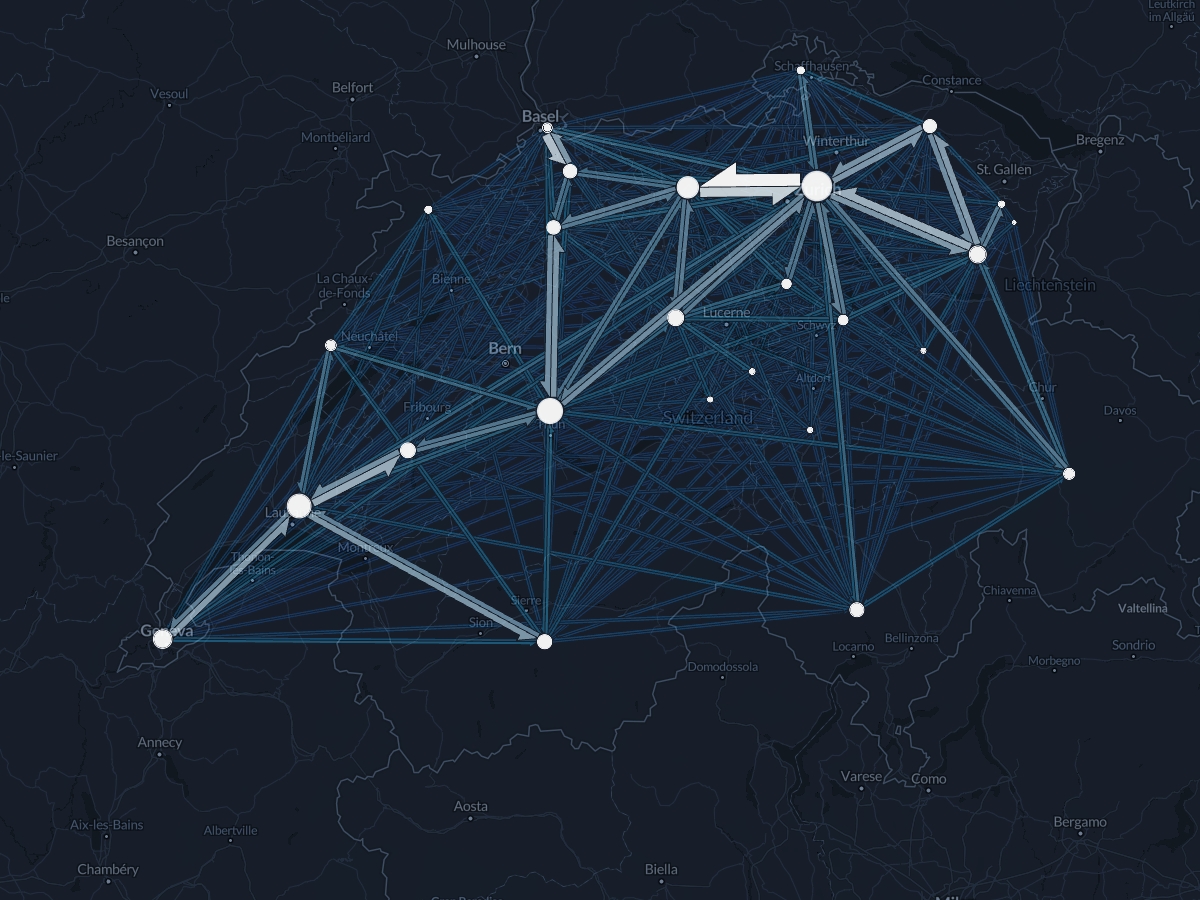 Leutkirch
im Allgäu
Mulhouse
Schaffhausen
Constance
Belfort
Vesoul
Basel
Montbéliard
Winterthur
Bregenz
St. Gallen
Besançon
La Chaux-
de-Fonds
Bienne
Liechtenstein
Lucerne
Schwyz
Neuchâtel
Bern
Altdorf
Chur
Davos
Fribourg
Switzerland
-le-Saunier
Montreux
Thonon-
les-Bains
Sierre
Sion
Chiavenna
Valtellina
Geneva
Locarno
Bellinzona
Sondrio
Domodossola
Morbegno
Annecy
Varese
Como
Aosta
Aix-les-Bains
Albertville
Bergamo
Chambéry
Biella